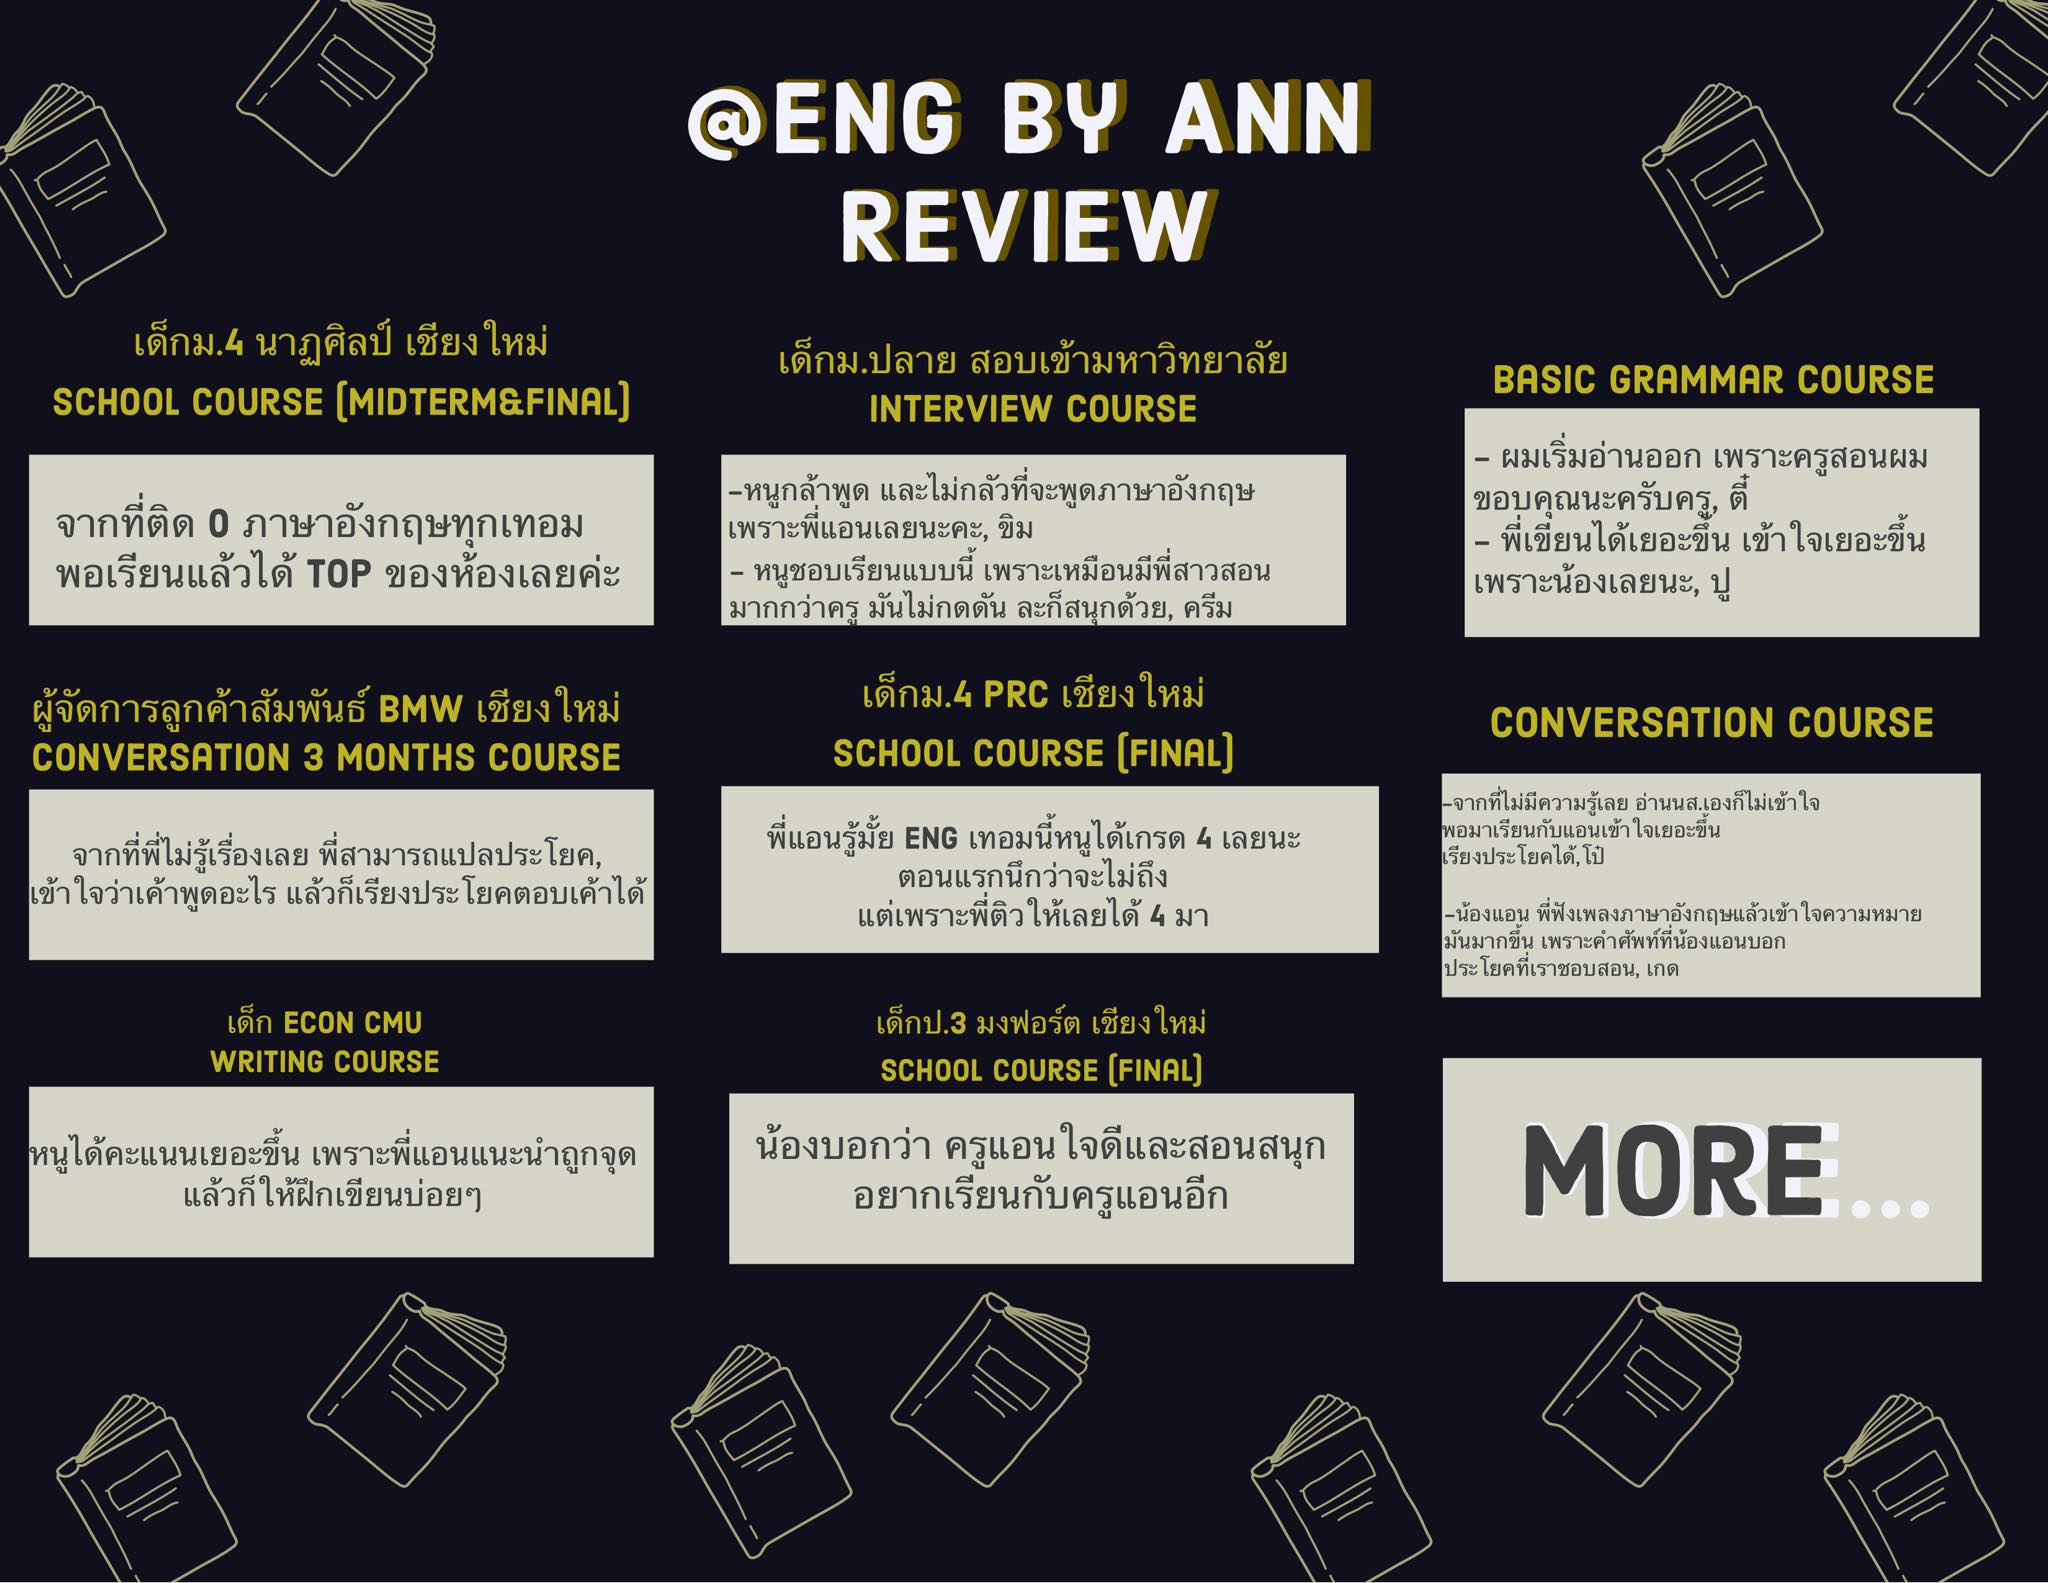 @ENG BY ANN
REVIEW
เด็กม.4 นาฏศิลป์ เชียงใหม่
SCHOOL COURSE (MIDTERM&FINAL)
จากที่ติด 0 ภาษาอังกฤษทุกเทอม
พอเรียนแล้วได้ TOP ของห้องเลยค่ะ
เด็กม.ปลาย สอบเข้ามหาวิทยาลัย
INTERVIEW COURSE
-หนูกล้าพูด และไม่กลัวที่จะพูดภาษาอังกฤษ
เพราะพี่แอนเลยนะคะ, ขิม
- หนูชอบเรียนแบบนี้ เพราะเหมือนมีพี่สาวสอน
มากกว่าครู มันไม่กดดัน ละก็สนุกด้วย, ครีม
BASIC GRAMMAR COURSE
- ผมเริ่มอ่านออก เพราะครูสอนผม
ขอบคุณนะครับครู, ตี๋
- พี่เขียนได้เยอะขึ้น เข้าใจเยอะขึ้น
เพราะน้องเลยนะ, ปู
ผู้จัดการลูกค้าสัมพันธ์ BMW เชียงใหม่
CONVERSATION 3 MONTHS COURSE
จากที่พี่ไม่รู้เรื่องเลย พี่สามารถแปลประโยค,
เข้าใจว่าเค้าพูดอะไร แล้วก็เรียงประโยคตอบเค้าได้
เด็กม.4 PRC เชียงใหม่
SCHOOL COURSE (FINAL)
พี่แอนรู้มั้ย ENG เทอมนี้หนูได้เกรด 4 เลยนะ
ตอนแรกนึกว่าจะไม่ถึง
แต่เพราะพี่ติวให้เลยได้ 4 มา
CONVERSATION COURSE
-จากที่ไม่มีความรู้เลย อ่านนส.เองก็ไม่เข้าใจ
พอมาเรียนกับแอนเข้าใจเยอะขึ้น
เรียงประโยคได้,โป๋
-น้องแอน พี่ฟังเพลงภาษาอังกฤษแล้วเข้าใจความหมาย
มันมากขึ้น เพราะคำศัพท์ที่น้องแอนบอก
ประโยคที่เราชอบสอน, เกด
เด็ก ECON CMU
WRITING COURSE
หนูได้คะแนนเยอะขึ้น เพราะพี่แอนแนะนำถูกจุด
แล้วก็ให้ฝึกเขียนบ่อยๆ
เด็กป.3 มงฟอร์ต เชียงใหม่
SCHOOL COURSE (FINAL)
น้องบอกว่า ครูแอนใจดีและสอนสนุก
อยากเรียนกับครูแอนอีก
MORE...